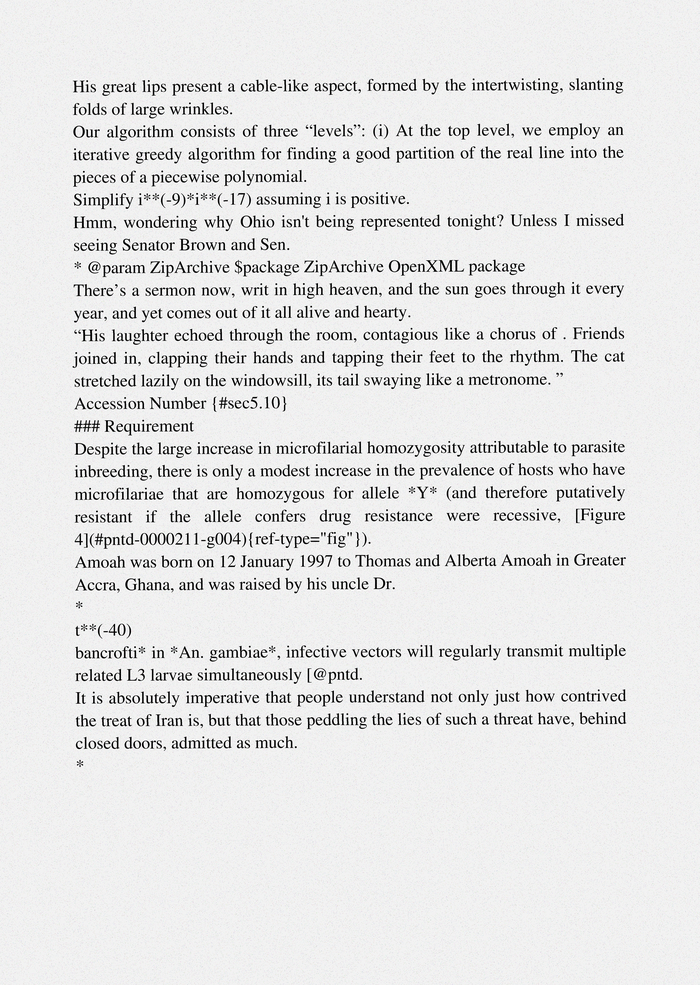 His great lips present a cable-like aspect, formed by the intertwisting, slanting
folds of large wrinkles.
Our algorithm consists of three “levels”: (i) At the top level, we employ an
iterative greedy algorithm for finding a good partition of the real line into the
pieces of a piecewise polynomial.
Simplify i**(-9)*i**(-17) assuming i is positive.
Hmm, wondering why Ohio isn't being represented tonight? Unless I missed
seeing Senator Brown and Sen.
* @param ZipArchive $package ZipArchive OpenXML package
There’s a sermon now, writ in high heaven, and the sun goes through it every
year, and yet comes out of it all alive and hearty.
“His laughter echoed through the room, contagious like a chorus of . Friends
joined in, clapping their hands and tapping their feet to the rhythm. The cat
stretched lazily on the windowsill, its tail swaying like a metronome. ”
Accession Number {#sec5.10}
### Requirement
Despite the large increase in microfilarial homozygosity attributable to parasite
inbreeding, there is only a modest increase in the prevalence of hosts who have
microfilariae that are homozygous for allele *Y* (and therefore putatively
resistant if the allele confers drug resistance were recessive, [Figure
4](#pntd-0000211-g004){ref-type="fig"}).
Amoah was born on 12 January 1997 to Thomas and Alberta Amoah in Greater
Accra, Ghana, and was raised by his uncle Dr.
*
t**(-40)
bancrofti* in *An. gambiae*, infective vectors will regularly transmit multiple
related L3 larvae simultaneously [@pntd.
It is absolutely imperative that people understand not only just how contrived
the treat of Iran is, but that those peddling the lies of such a threat have, behind
closed doors, admitted as much.
*